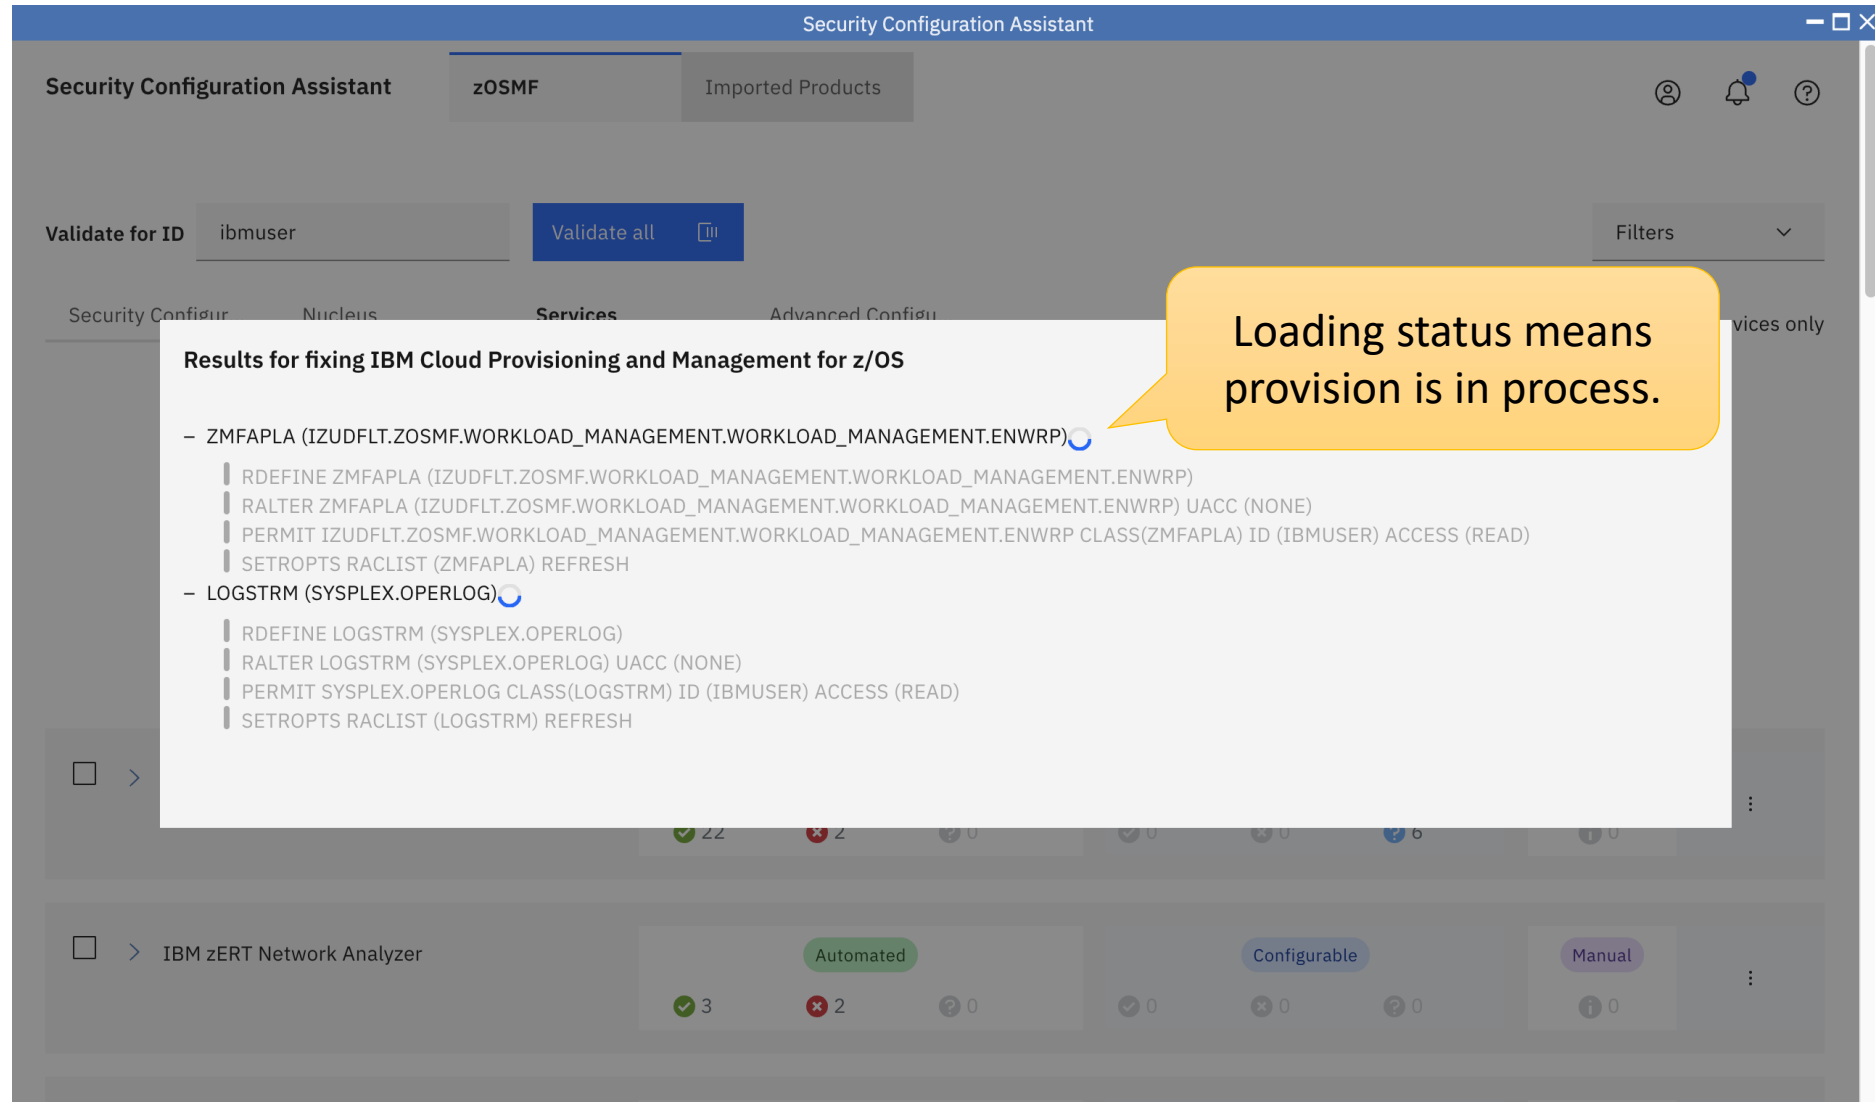 Security Configuration Assistant
Security Configuration Assistant
zOSMF
Imported Products
Validate for ID
ibmuser
Validate all
Filters
Security Configur
Nucleus
Services
Advanced Configu
vices only
Loading status means
provision is in process.
Results for fixing IBM Cloud Provisioning and Management for z/OS
– ZMFAPLA (IZUDFLT.ZOSMF.WORKLOAD_MANAGEMENT.WORKLOAD_MANAGEMENT.ENWRP)
RDEFINE ZMFAPLA (IZUDFLT.ZOSMF.WORKLOAD_MANAGEMENT.WORKLOAD_MANAGEMENT.ENWRP)
RALTER ZMFAPLA (IZUDFLT.ZOSMF.WORKLOAD_MANAGEMENT.WORKLOAD_MANAGEMENT.ENWRP) UACC (NONE)
PERMIT IZUDFLT.ZOSMF.WORKLOAD_MANAGEMENT.WORKLOAD_MANAGEMENT.ENWRP CLASS(ZMFAPLA) ID (IBMUSER) ACCESS (READ)
SETROPTS RACLIST (ZMFAPLA) REFRESH
– LOGSTRM (SYSPLEX.OPERLOG)
RDEFINE LOGSTRM (SYSPLEX.OPERLOG)
RALTER LOGSTRM (SYSPLEX.OPERLOG) UACC (NONE)
PERMIT SYSPLEX.OPERLOG CLASS(LOGSTRM) ID (IBMUSER) ACCESS (READ)
SETROPTS RACLIST (LOGSTRM) REFRESH
22 2 0 0 0 6 0
IBM zERT Network Analyzer
Automated
Configurable
Manual
3 2 0 0 0 0 0